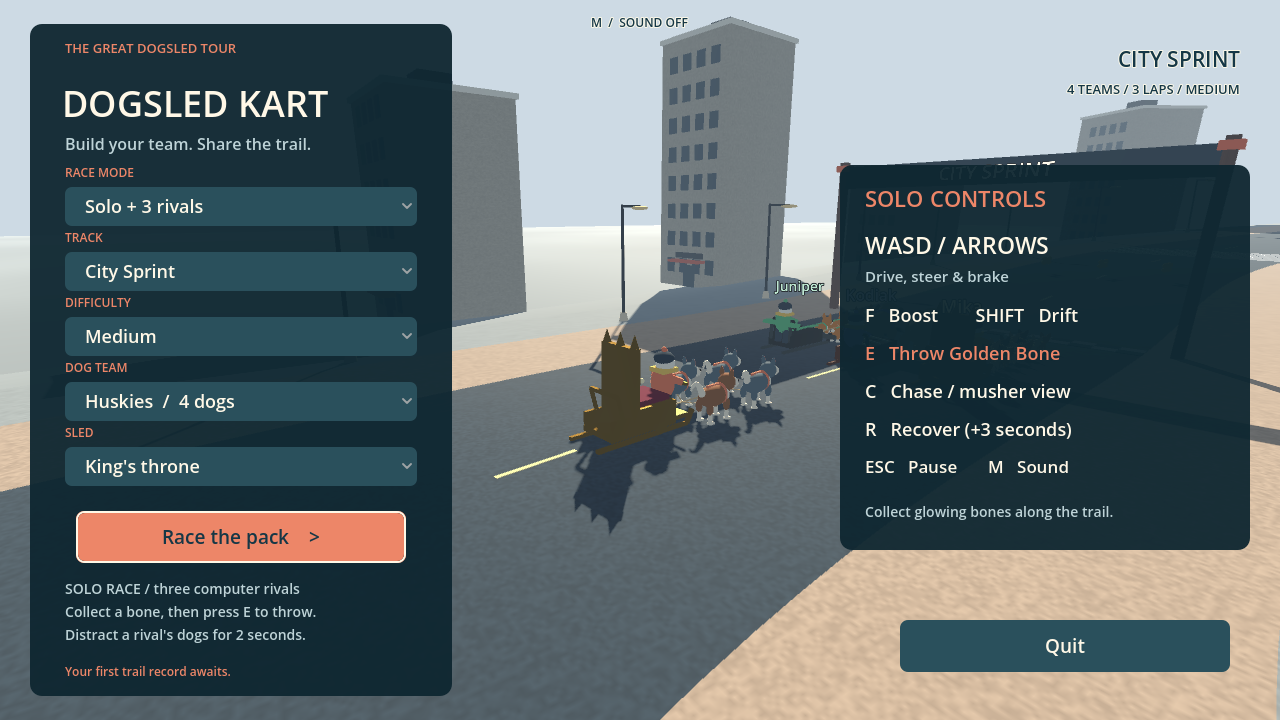 M / SOUND OFF
THE GREAT DOGSLED TOUR
DOGSLED KART
Build your team. Share the trail.
RACE MODE
Solo + 3 rivals
TRACK
City Sprint
DIFFICULTY
Medium
DOG TEAM
Huskies / 4 dogs
SLED
King's throne
Race the pack >
SOLO RACE / three computer rivals
Collect a bone, then press E to throw.
Distract a rival's dogs for 2 seconds.
Your first trail record awaits.
Juniper
CITY SPRINT
4 TEAMS / 3 LAPS / MEDIUM
CITY SPRINT
SOLO CONTROLS
WASD / ARROWS
Drive, steer & brake
F Boost SHIFT Drift
E Throw Golden Bone
C Chase / musher view
R Recover (+3 seconds)
ESC Pause M Sound
Collect glowing bones along the trail.
Quit